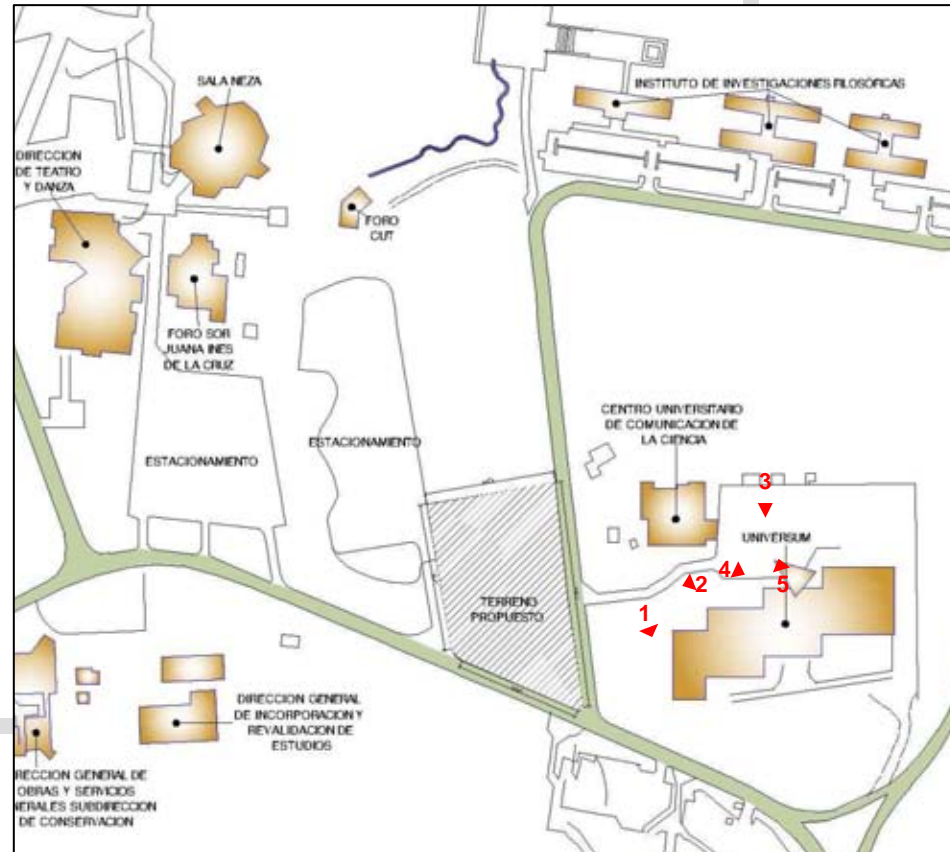 SALA NEZA
INSTITUTO DE INVESTIGACIONES FILOSÓFICAS
DIRECCION
DE TEATRO
Y DANZA
FORO
CUT
FORO SOR
JUANA INES
DE LA CRUZ
CENTRO UNIVERSITARIO
DE COMUNICACION DE
LA CIENCIA
ESTACIONAMIENTO
ESTACIONAMIENTO
3
UNIVERSUM
4
2
5
1
TERRENO
PROPUESTO
DIRECCION GENERAL
DE INCORPORACION Y
REVALIDACION DE
ESTUDIOS
RECCION GENERAL DE
OBRAS Y SERVICIOS
NERALES SUBDIRECCION
DE CONSERVACION